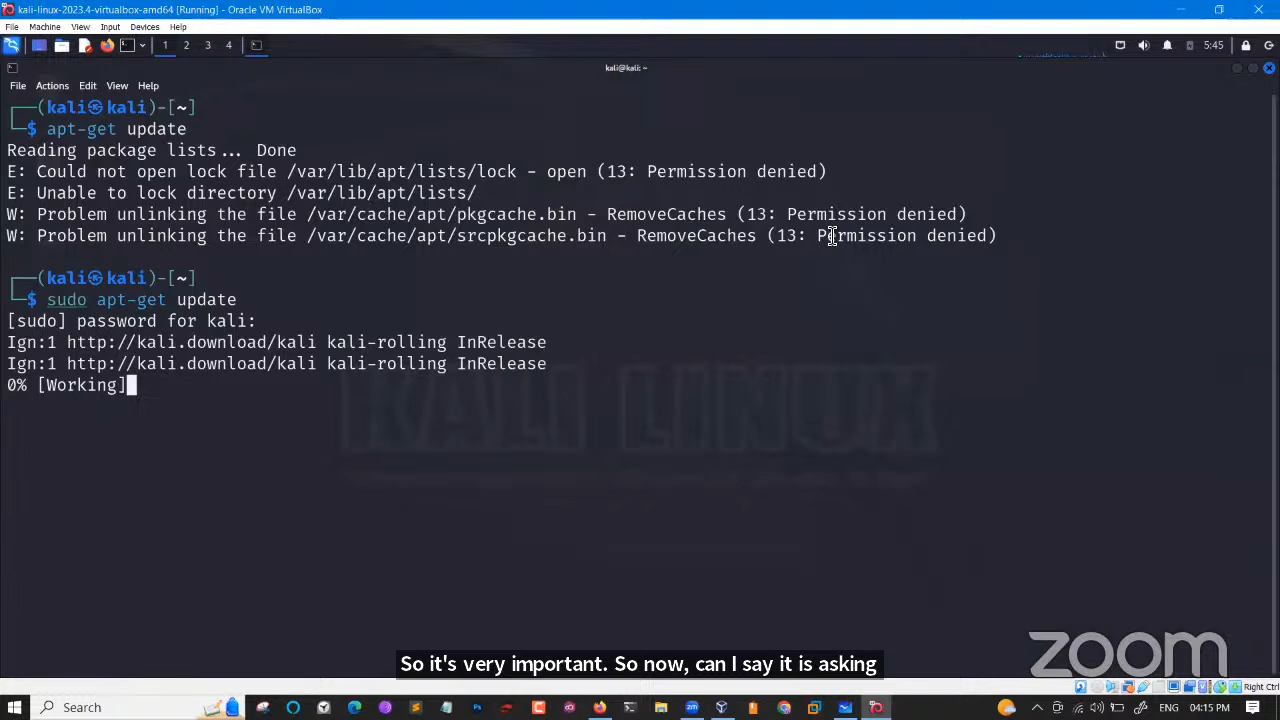 kali-linux-2023.4-virtualbox-amd64 [Running] - Oracle VM VirtualBox
File Machine View Input Devices Help
1 2 3 4 5:45
kali@kali: ~
File Actions Edit View Help
┌──(kali㉿kali)-[~]
└─$ apt-get update
Reading package lists... Done
E: Could not open lock file /var/lib/apt/lists/lock - open (13: Permission denied)
E: Unable to lock directory /var/lib/apt/lists/
W: Problem unlinking the file /var/cache/apt/pkgcache.bin - RemoveCaches (13: Permission denied)
W: Problem unlinking the file /var/cache/apt/srcpkgcache.bin - RemoveCaches (13: Permission denied)
┌──(kali㉿kali)-[~]
└─$ sudo apt-get update
[sudo] password for kali:
Ign:1 http://kali.download/kali kali-rolling InRelease
Ign:1 http://kali.download/kali kali-rolling InRelease
0% [Working]
KALI LINUX
So it's very important. So now, can I say it is asking
zoom
Right Ctrl
Search ENG 04:15 PM